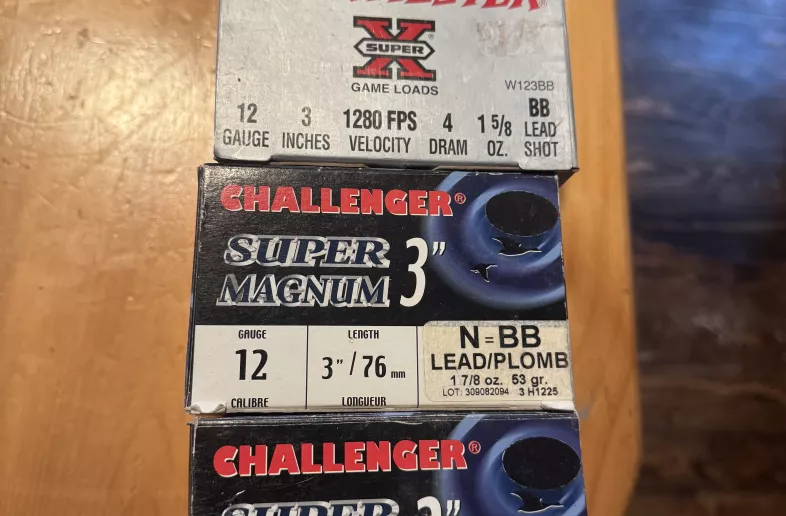 X
SUPER
®
GAME LOADS
W123BB
12 GAUGE
3 INCHES
1280 FPS VELOCITY
4 DRAM
1 5/8 OZ.
BB LEAD SHOT
CHALLENGER®
SUPER
MAGNUM
3"
GAUGE
12
CALIBRE
LENGTH
3" / 76 mm
LONGUEUR
N=BB
LEAD/PLOMB
1 7/8 oz. 53 gr.
LOT: 309082094 3 H1225
CHALLENGER®
SUPER 3"